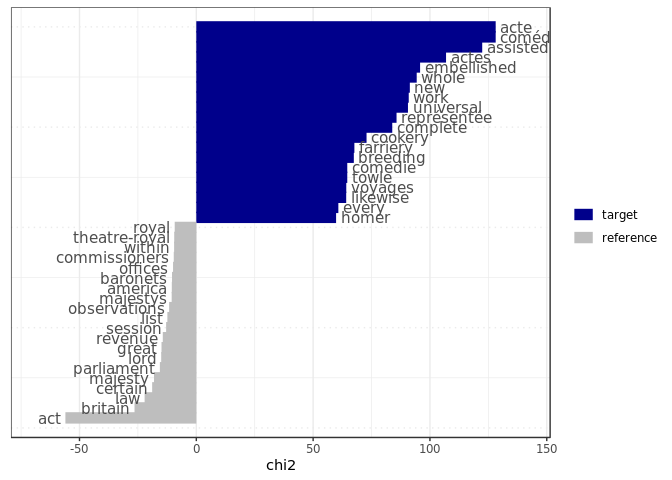 acte
coméd
assisted
actes
embellished
whole
new
work
universal
représentée
complete
cookery
farriery
breeding
comedie
towle
voyages
likewise
every
homer
royal
theatre-royal
within
commissioners
offices
baronets
america
majestys
observations
list
session
revenue
great
lord
parliament
majesty
certain
law
britain
act
target
reference
-50 0 50 100 150
chi2